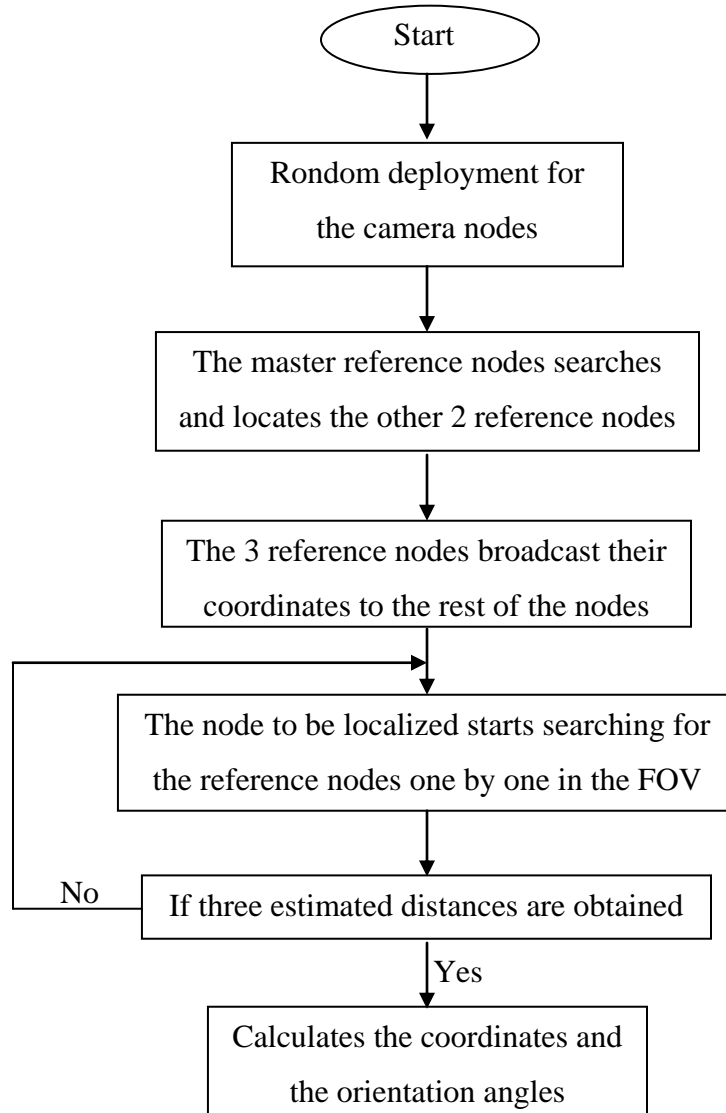 Start
Rondom deployment for
the camera nodes
The master reference nodes searches
and locates the other 2 reference nodes
The 3 reference nodes broadcast their
coordinates to the rest of the nodes
The node to be localized starts searching for
the reference nodes one by one in the FOV
No
If three estimated distances are obtained
Yes
Calculates the coordinates and
the orientation angles